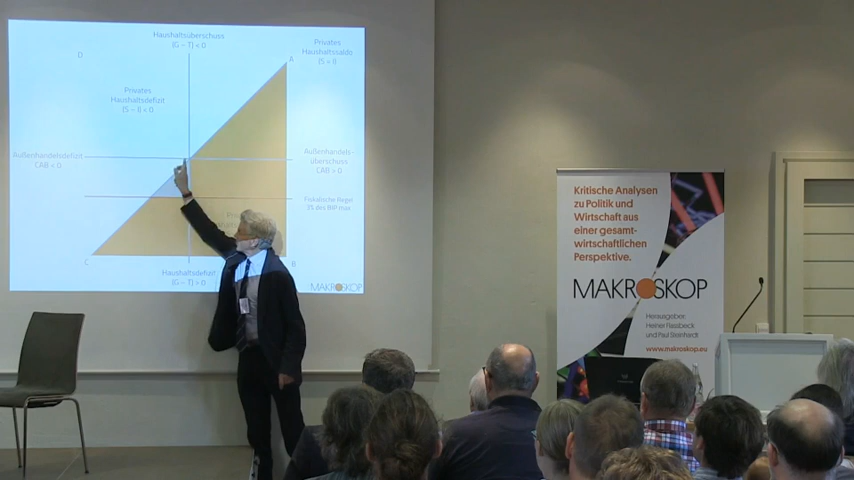 Haushaltsüberschuss
(G – T) < 0
D
A
Privates
Haushaltssaldo
(S = I)
Privates
Haushaltsdefizit
(S – I) < 0
Außenhandelsdefizit
CAB < 0
Außenhandels-
überschuss
CAB > 0
Fiskalische Regel
3% des BIP max
C
B
Haushaltsdefizit
(G – T) > 0
MAKROSKOP
Kritische Analysen
zu Politik und
Wirtschaft aus
einer gesamt-
wirtschaftlichen
Perspektive.
MAKROSKOP
Herausgeber:
Heiner Flassbeck
und Paul Steinhardt
www.makroskop.eu